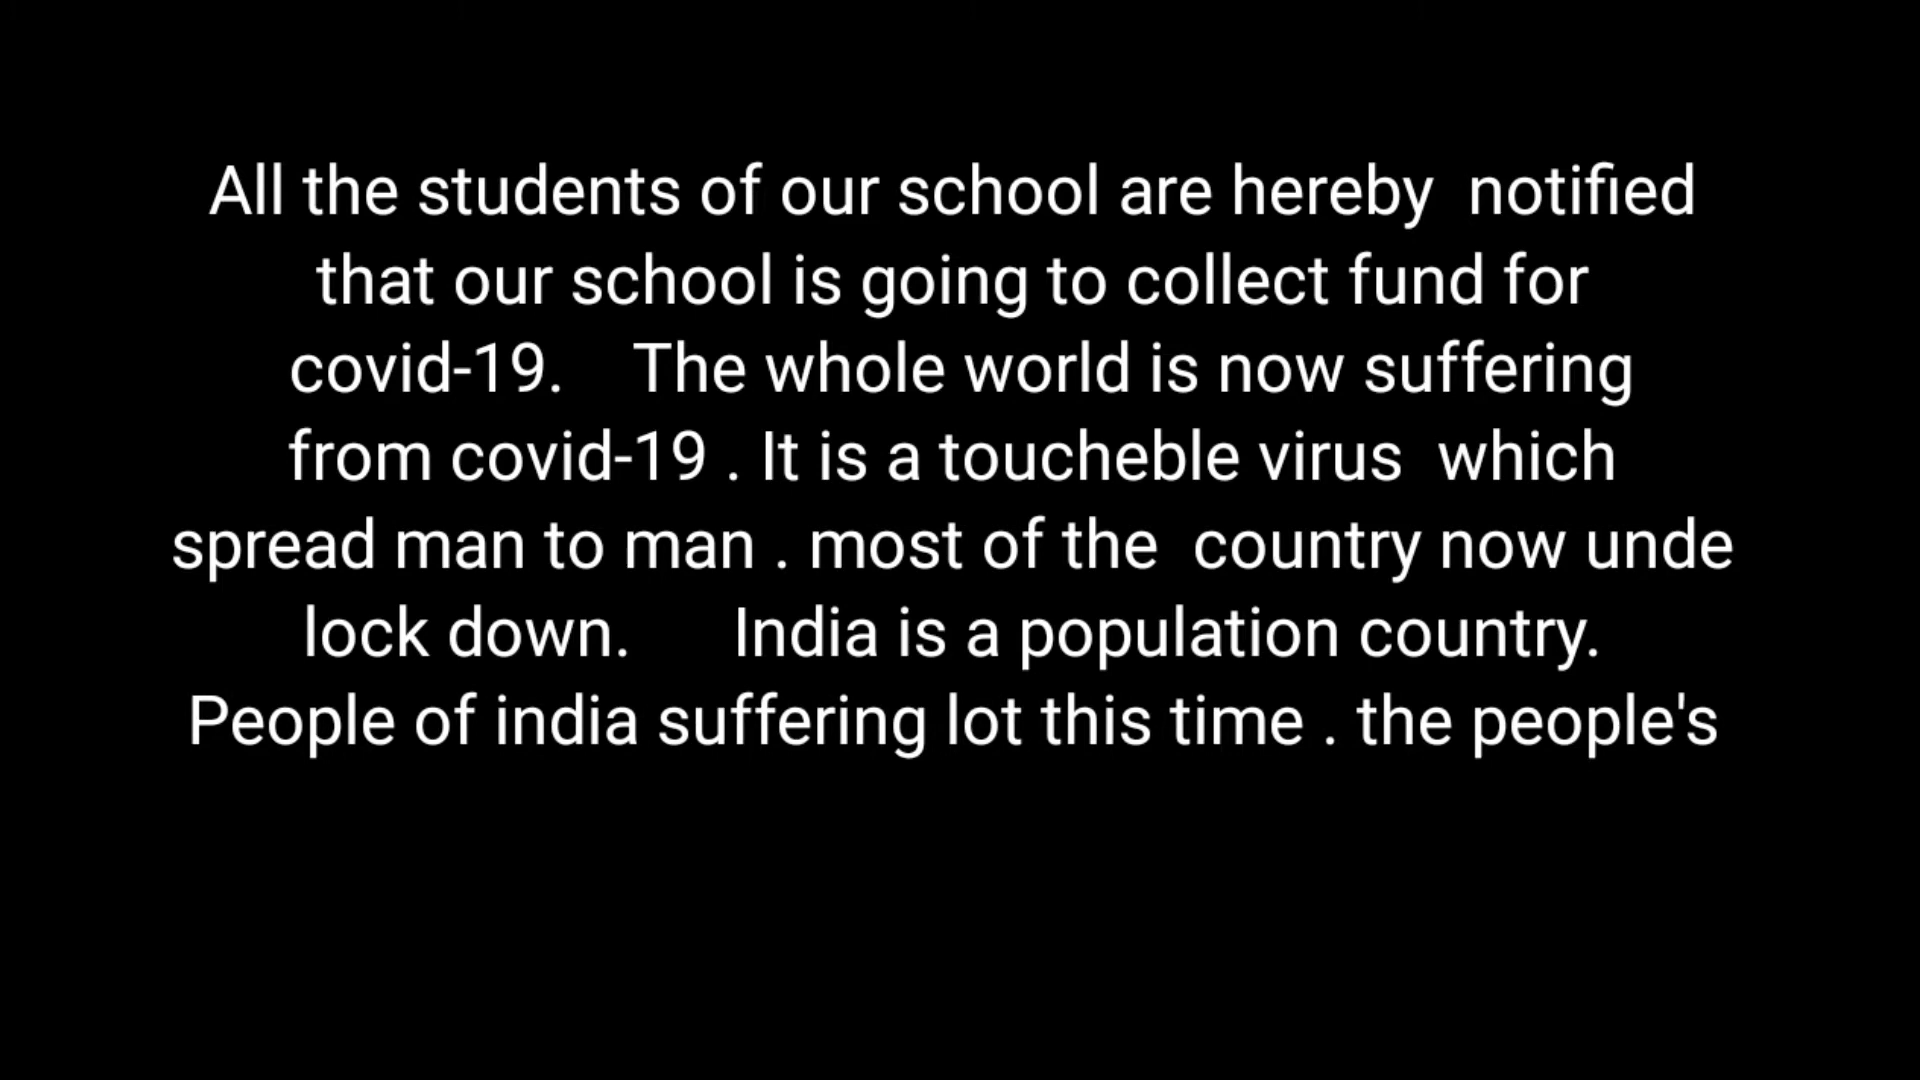 All the students of our school are hereby  notified
that our school is going to collect fund for
covid-19.    The whole world is now suffering
from covid-19 . It is a toucheble virus  which
spread man to man . most of the  country now unde
lock down.      India is a population country.
People of india suffering lot this time . the people's